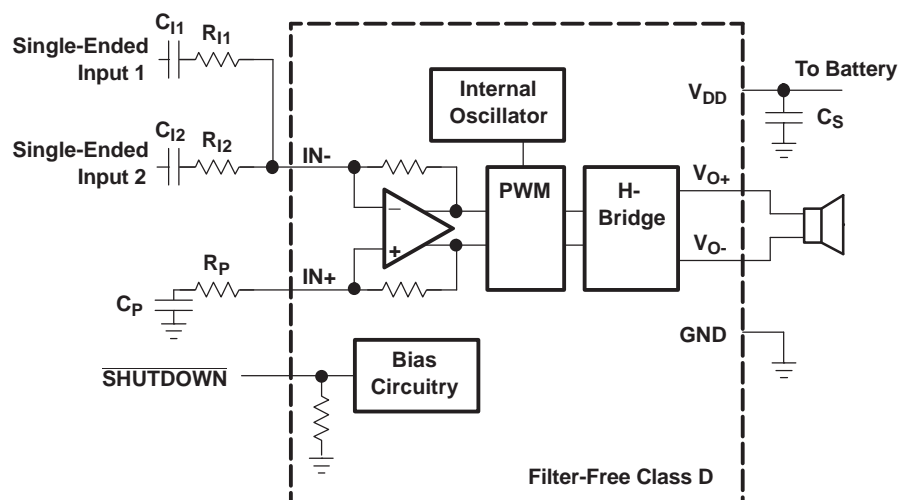 C_I1
R_I1
Single-Ended
Input 1
C_I2
R_I2
Single-Ended
Input 2
IN-
R_P
IN+
C_P
SHUTDOWN
Internal
Oscillator
PWM
H-
Bridge
−
+
Bias
Circuitry
V_DD
To Battery
C_S
V_O+
V_O-
GND
Filter-Free Class D